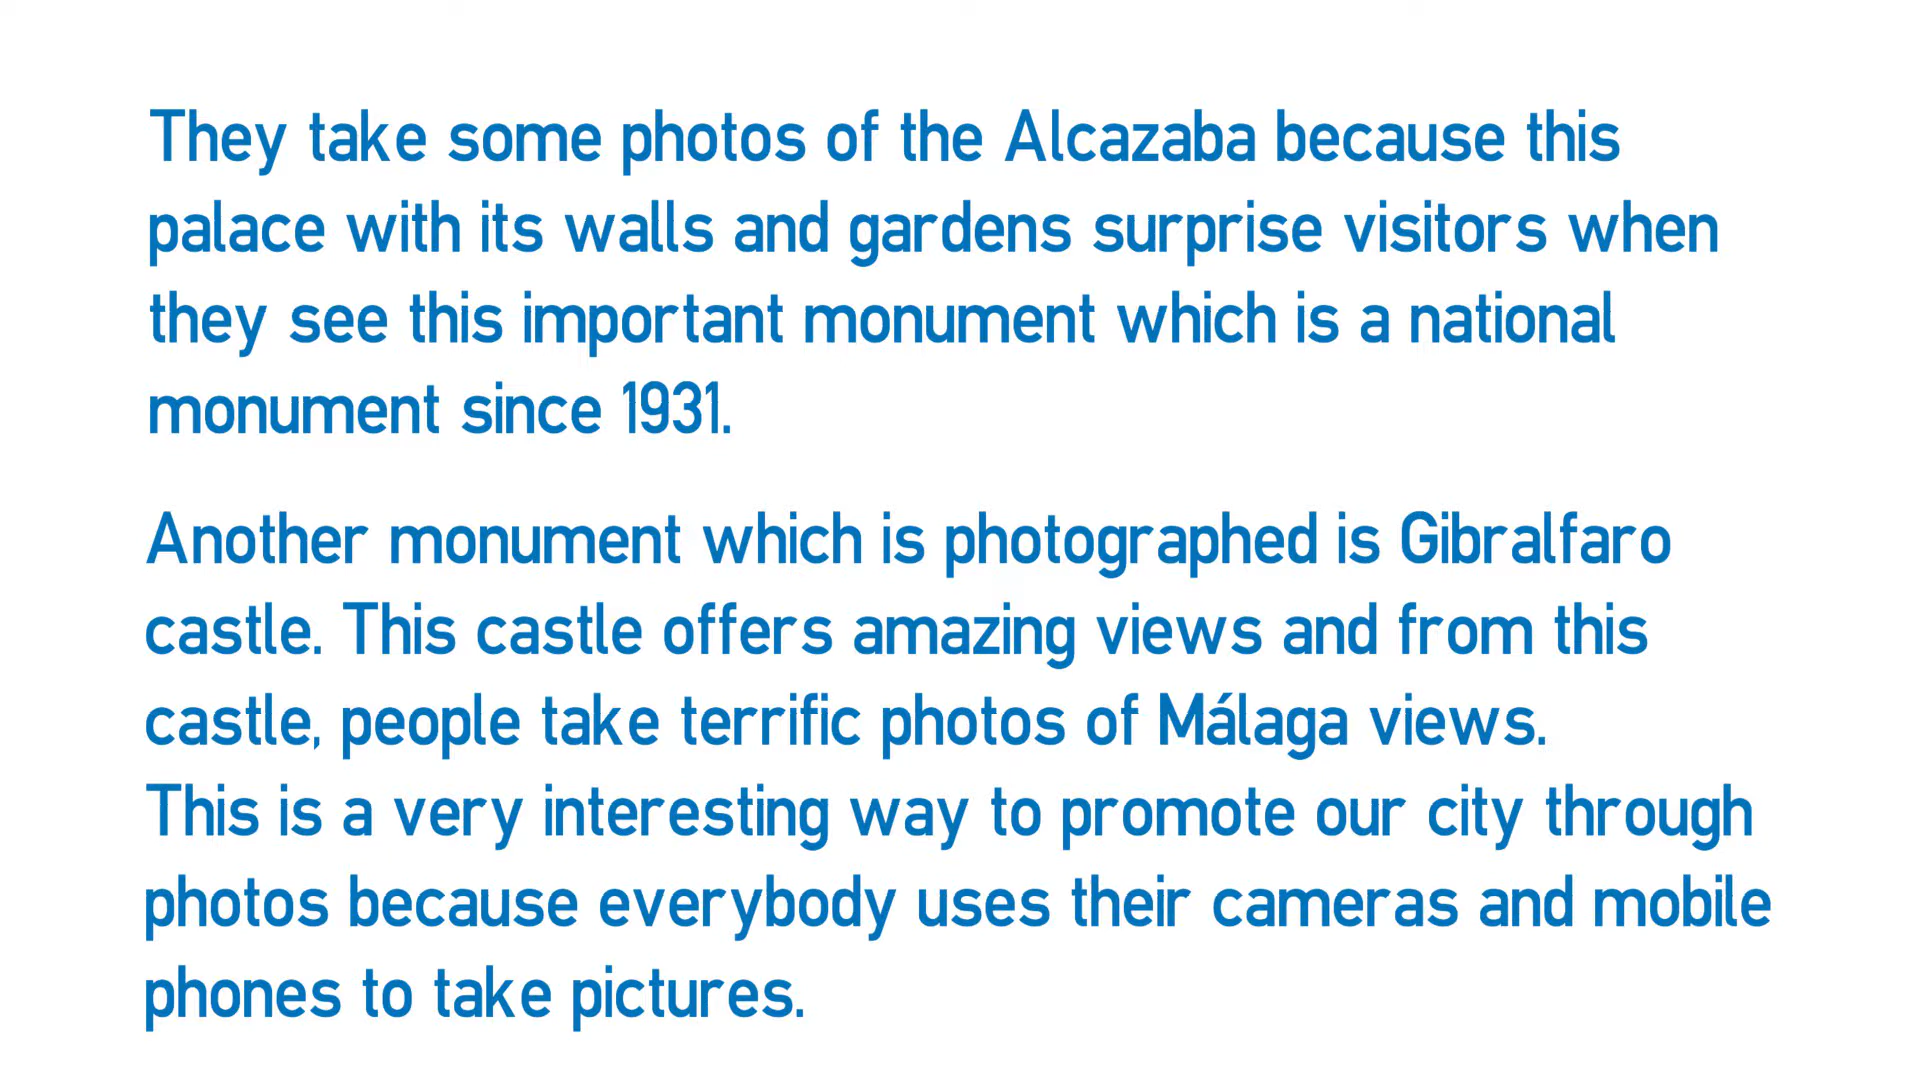 They take some photos of the Alcazaba because this
palace with its walls and gardens surprise visitors when
they see this important monument which is a national
monument since 1931.
Another monument which is photographed is Gibralfaro
castle. This castle offers amazing views and from this
castle, people take terrific photos of Málaga views.
This is a very interesting way to promote our city through
photos because everybody uses their cameras and mobile
phones to take pictures.